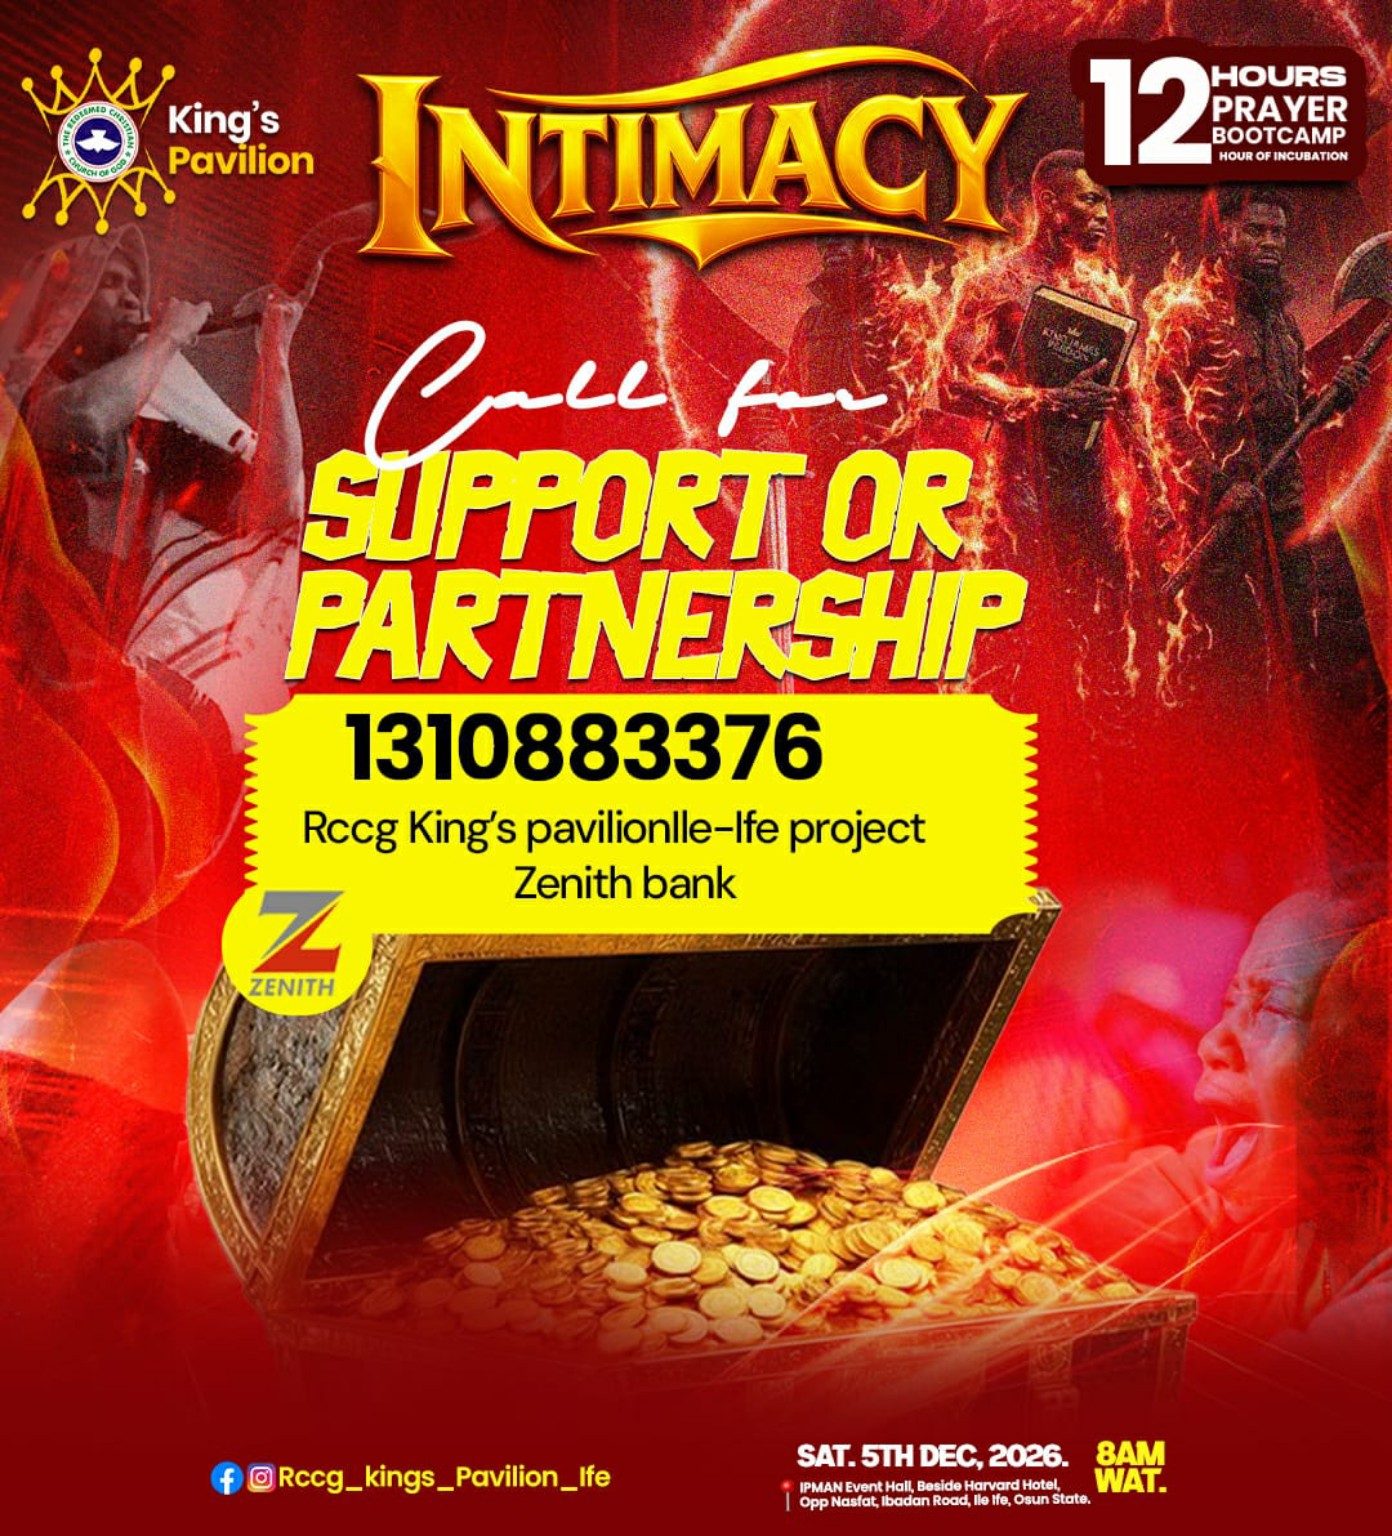 THE REDEEMED CHRISTIAN
CHURCH OF GOD
King's
Pavilion
INTIMACY
12 HOURS
PRAYER
BOOTCAMP
HOUR OF INCUBATION
Call for
SUPPORT OR
PARTNERSHIP
1310883376
Rccg King's pavilionIle-Ife project
Zenith bank
ZENITH
Rccg_kings_Pavilion_Ife
SAT. 5TH DEC, 2026.
8AM
WAT.
IPMAN Event Hall, Beside Harvard Hotel,
Opp Nasfat, Ibadan Road, Ile Ife, Osun State.